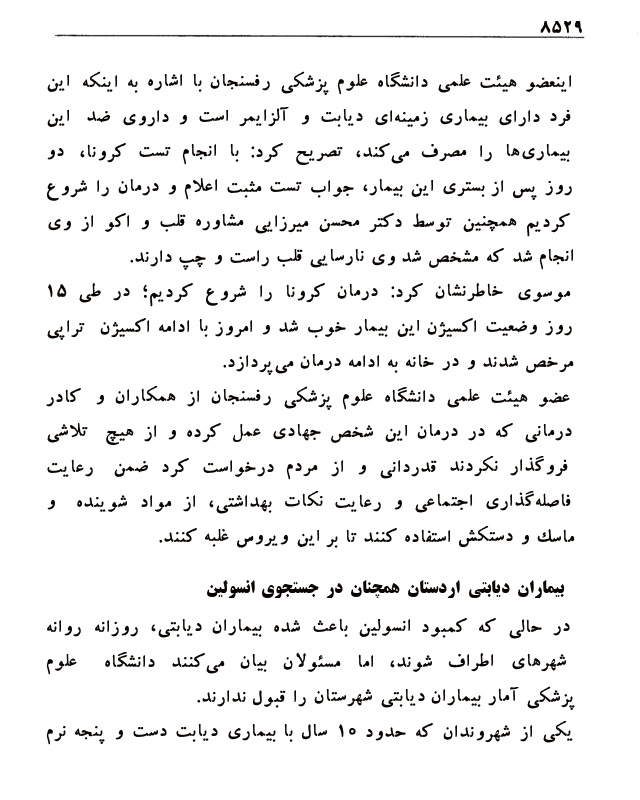 ۸۵۲۹
اینعضو هیئت علمی دانشگاه علوم پزشکی رفسنجان با اشاره به اینکه این
فرد دارای بیماری زمینه‌ای دیابت و آلزایمر است و داروی ضد این
بیماری‌ها را مصرف می‌کند، تصریح کرد: با انجام تست کرونا، دو
روز پس از بستری این بیمار، جواب تست مثبت اعلام و درمان را شروع
کردیم همچنین توسط دکتر محسن میرزایی مشاوره قلب و اکو از وی
انجام شد که مشخص شد وی نارسایی قلب راست و چپ دارند.
موسوی خاطرنشان کرد: درمان کرونا را شروع کردیم؛ در طی ۱۵
روز وضعیت اکسیژن این بیمار خوب شد و امروز با ادامه اکسیژن تراپی
مرخص شدند و در خانه به ادامه درمان می‌پردازد.
عضو هیئت علمی دانشگاه علوم پزشکی رفسنجان از همکاران و کادر
درمانی که در درمان این شخص جهادی عمل کرده و از هیچ تلاشی
فروگذار نکردند قدردانی و از مردم درخواست کرد ضمن رعایت
فاصله‌گذاری اجتماعی و رعایت نکات بهداشتی، از مواد شوینده و
ماسك و دستکش استفاده کنند تا بر این ویروس غلبه کنند.
بیماران دیابتی اردستان همچنان در جستجوی انسولین
در حالی که کمبود انسولین باعث شده بیماران دیابتی، روزانه روانه
شهرهای اطراف شوند، اما مسئولان بیان می‌کنند دانشگاه علوم
پزشکی آمار بیماران دیابتی شهرستان را قبول ندارند.
یکی از شهروندان که حدود ۱۰ سال با بیماری دیابت دست و پنجه نرم